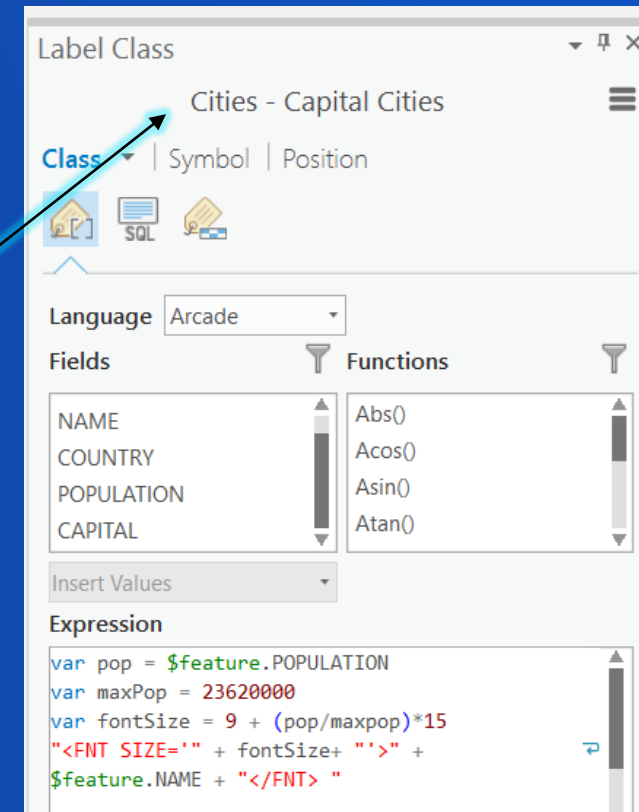 Label Class
Cities - Capital Cities
Class | Symbol | Position
SQL
Language Arcade
Fields Functions
NAME Abs()
COUNTRY Acos()
POPULATION Asin()
CAPITAL Atan()
Insert Values
Expression
var pop = $feature.POPULATION
var maxPop = 23620000
var fontSize = 9 + (pop/maxpop)*15
"<FNT SIZE='" + fontSize+ "'>" +
$feature.NAME + "</FNT> "